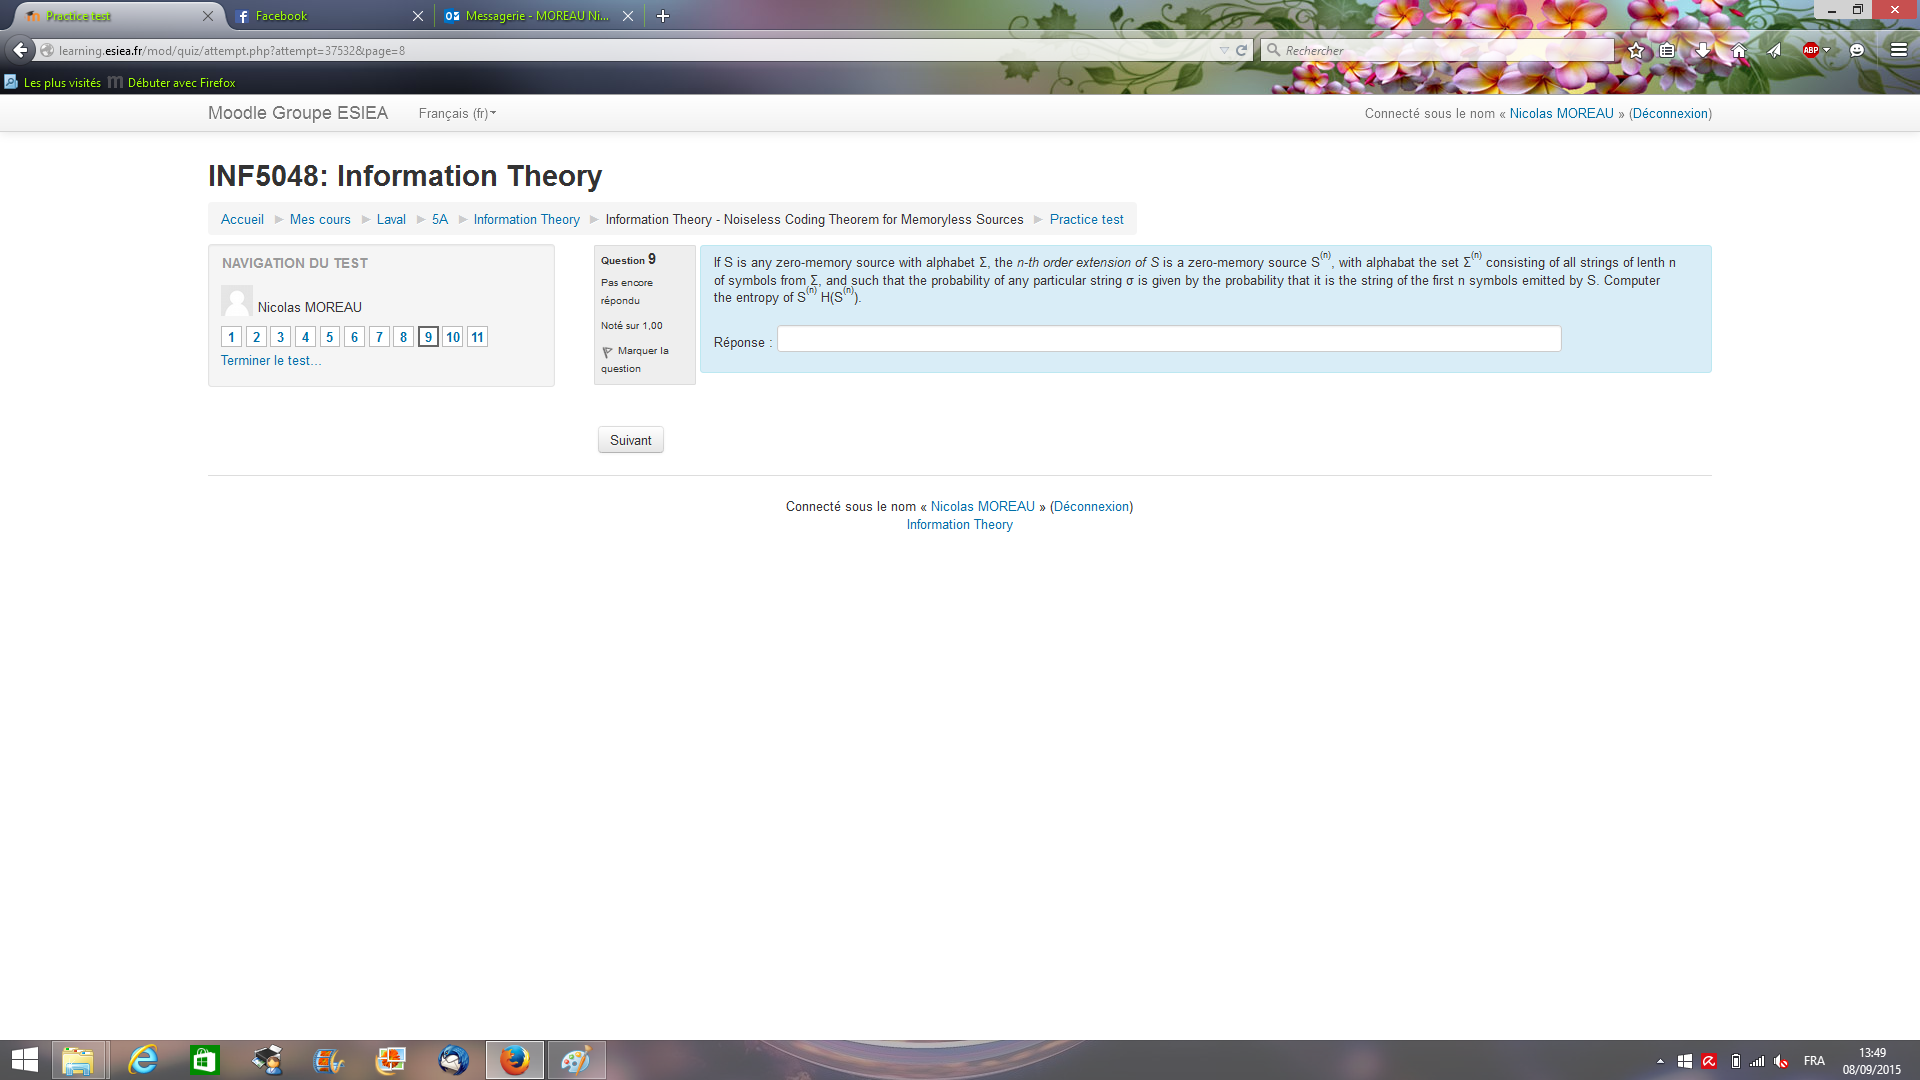 Practice test
Facebook
Messagerie - MOREAU Ni...
learning.esiea.fr/mod/quiz/attempt.php?attempt=37532&page=8
Rechercher
ABP
Les plus visités
Débuter avec Firefox
Moodle Groupe ESIEA
Français (fr)
Connecté sous le nom « Nicolas MOREAU » (Déconnexion)
INF5048: Information Theory
Accueil ► Mes cours ► Laval ► 5A ► Information Theory ► Information Theory - Noiseless Coding Theorem for Memoryless Sources ► Practice test
NAVIGATION DU TEST
Nicolas MOREAU
1 2 3 4 5 6 7 8 9 10 11
Terminer le test...
Question 9
Pas encore
répondu
Noté sur 1,00
Marquer la
question
If S is any zero-memory source with alphabet Σ, the n-th order extension of S is a zero-memory source S(n), with alphabat the set Σ(n) consisting of all strings of lenth n
of symbols from Σ, and such that the probability of any particular string σ is given by the probability that it is the string of the first n symbols emitted by S. Computer
the entropy of S(n) H(S(n)).
Réponse :
Suivant
Connecté sous le nom « Nicolas MOREAU » (Déconnexion)
Information Theory
FRA
13:49
08/09/2015